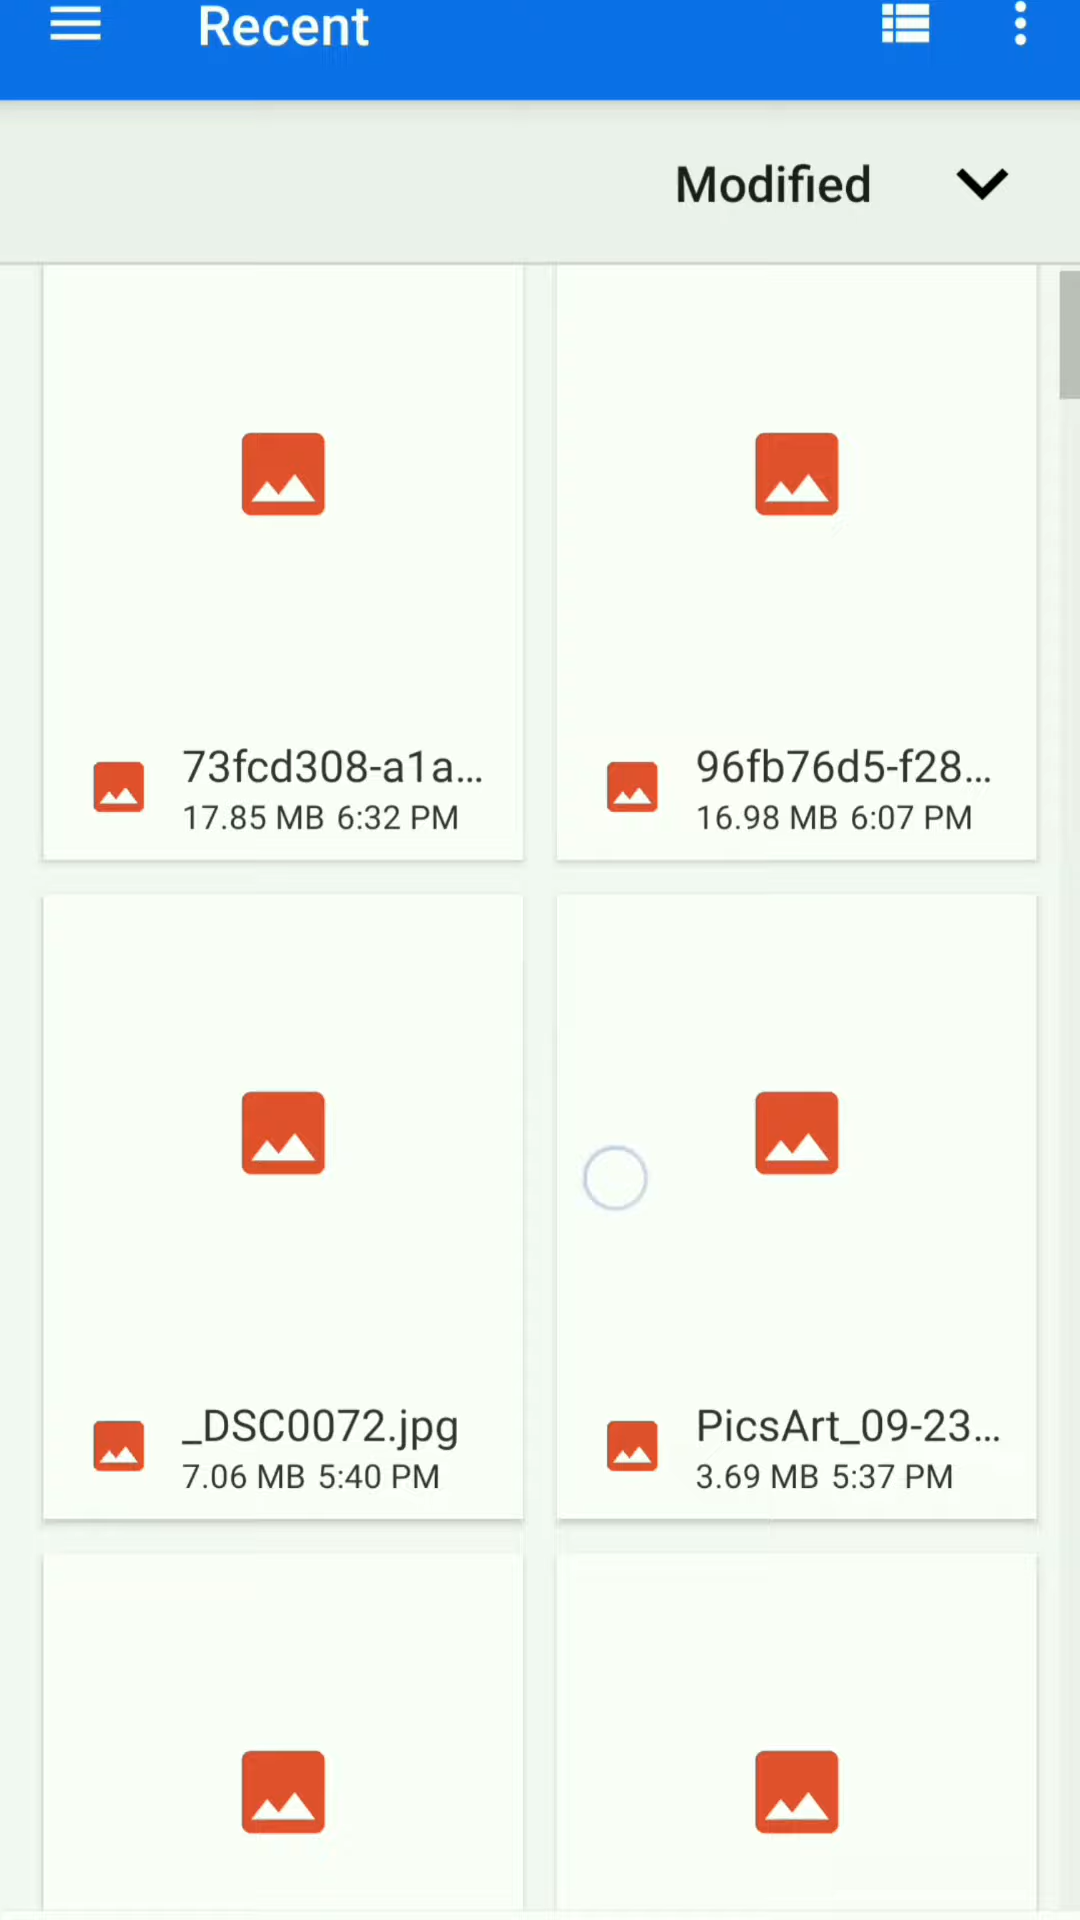 Recent
Modified
73fcd308-a1a...
17.85 MB 6:32 PM
96fb76d5-f28...
16.98 MB 6:07 PM
_DSC0072.jpg
7.06 MB 5:40 PM
PicsArt_09-23...
3.69 MB 5:37 PM